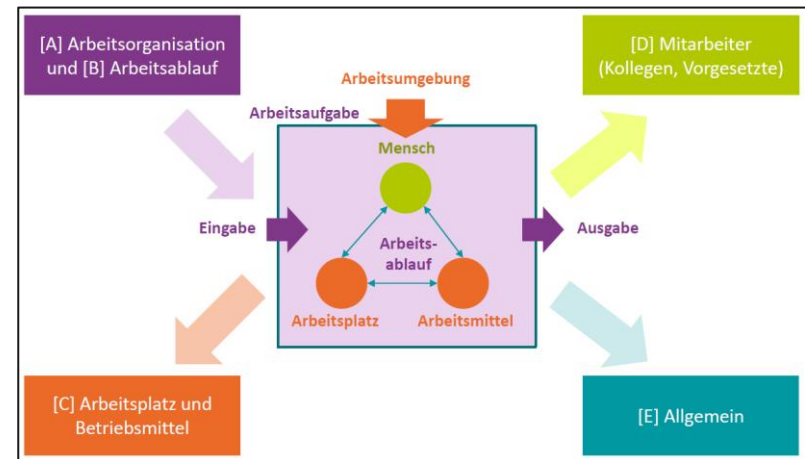 [A] Arbeitsorganisation
und [B] Arbeitsablauf
[D] Mitarbeiter
(Kollegen, Vorgesetzte)
Arbeitsumgebung
Arbeitsaufgabe
Mensch
Eingabe
Arbeits-
ablauf
Ausgabe
Arbeitsplatz
Arbeitsmittel
[C] Arbeitsplatz und
Betriebsmittel
[E] Allgemein